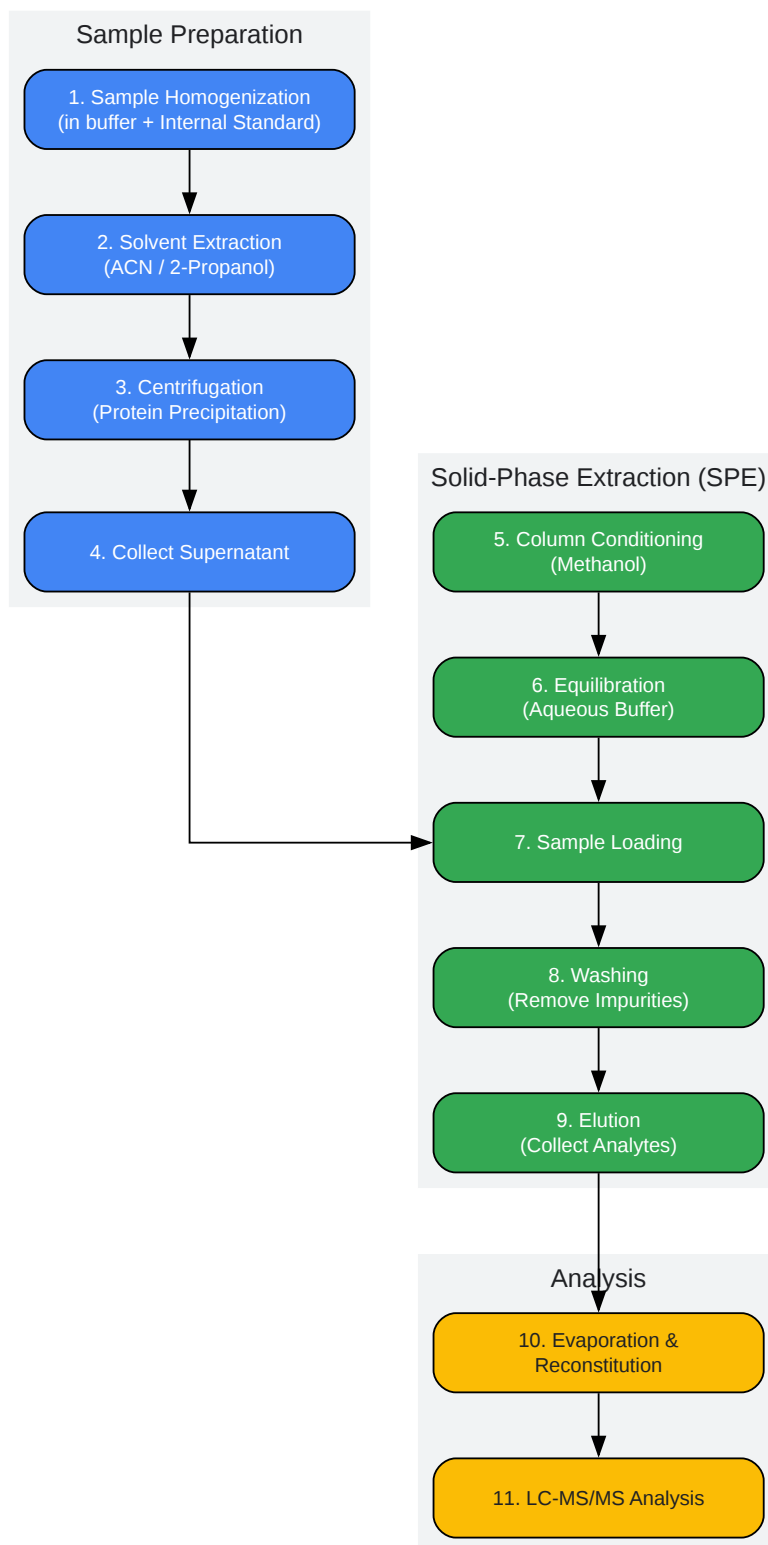 Sample Preparation
1. Sample Homogenization
(in buffer + Internal Standard)
2. Solvent Extraction
(ACN / 2-Propanol)
3. Centrifugation
(Protein Precipitation)
4. Collect Supernatant
Solid-Phase Extraction (SPE)
5. Column Conditioning
(Methanol)
6. Equilibration
(Aqueous Buffer)
7. Sample Loading
8. Washing
(Remove Impurities)
9. Elution
(Collect Analytes)
Analysis
10. Evaporation &
Reconstitution
11. LC-MS/MS Analysis